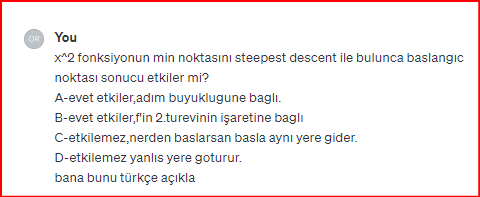 OR You
x^2 fonksiyonun min noktasını steepest descent ile bulunca baslangıc
noktası sonucu etkiler mi?
A-evet etkiler,adım buyuklugune baglı.
B-evet etkiler,f'in 2.turevinin işaretine baglı
C-etkilemez,nerden baslarsan basla aynı yere gider.
D-etkilemez yanlıs yere goturur.
bana bunu türkçe açıkla